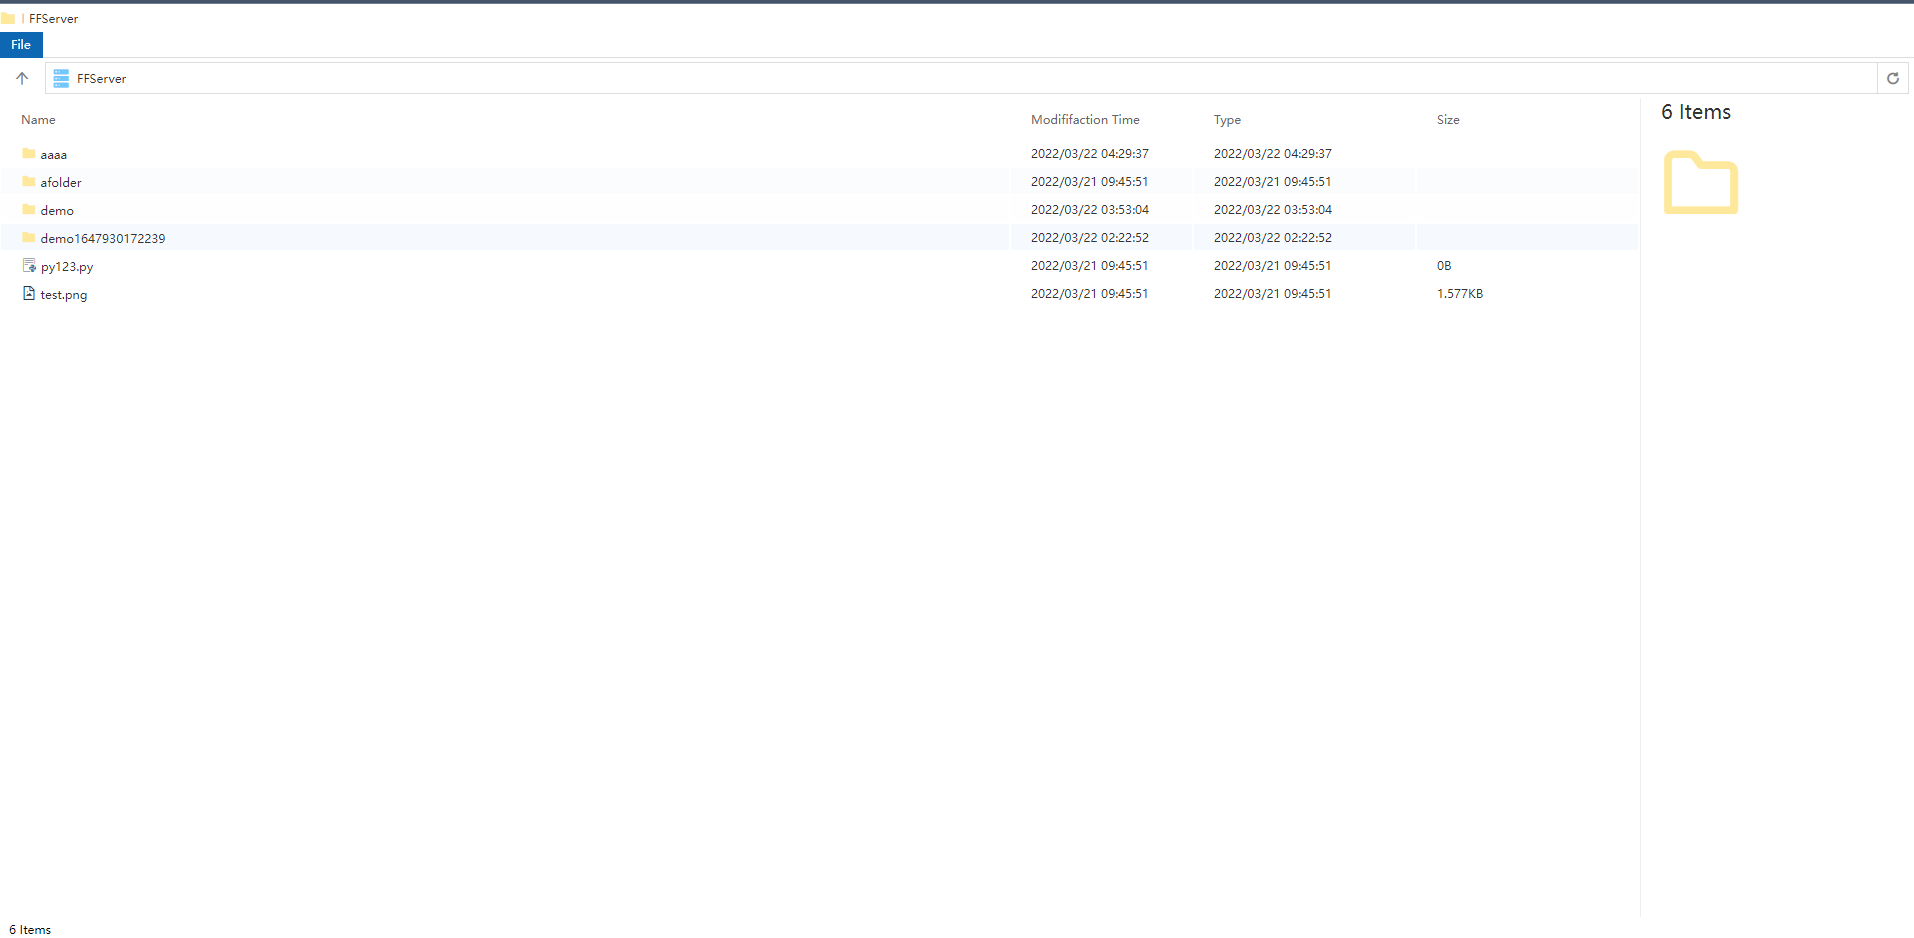 FFServer
File
FFServer
Name Modififaction Time Type Size
aaaa 2022/03/22 04:29:37 2022/03/22 04:29:37
afolder 2022/03/21 09:45:51 2022/03/21 09:45:51
demo 2022/03/22 03:53:04 2022/03/22 03:53:04
demo1647930172239 2022/03/22 02:22:52 2022/03/22 02:22:52
py123.py 2022/03/21 09:45:51 2022/03/21 09:45:51 0B
test.png 2022/03/21 09:45:51 2022/03/21 09:45:51 1.577KB
6 Items
6 Items